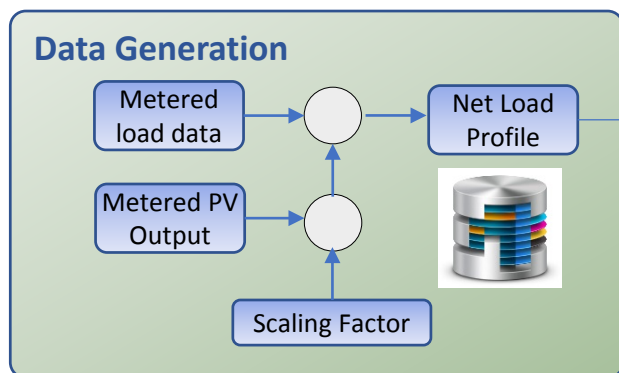 Data Generation
Metered
load data
Net Load
Profile
Metered PV
Output
Scaling Factor